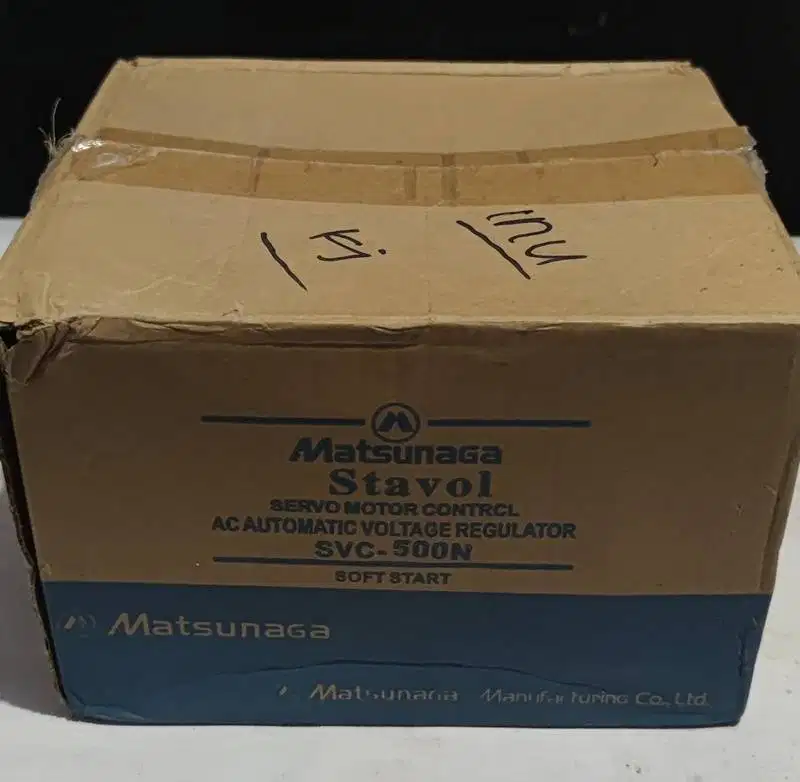 Matsunaga
Stavol
SERVO MOTOR CONTRCL
AC AUTOMATIC VOLTAGE REGULATOR
SVC-500N
SOFT START
Matsunaga
Matsunaga Manufacturing Co., Ltd.